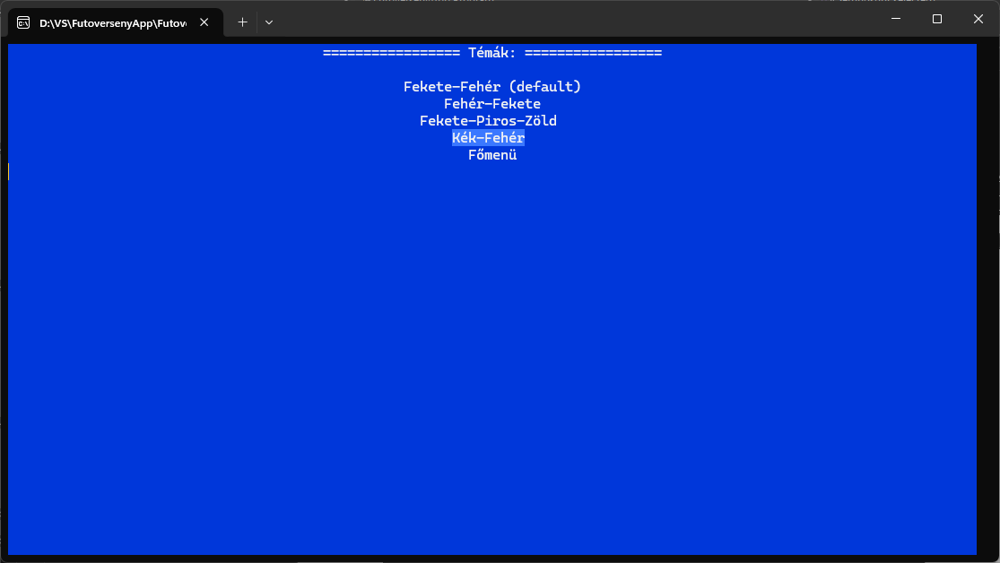 D:\VS\FutoversenyApp\Futov
================= Témák: =================
Fekete-Fehér (default)
Fehér-Fekete
Fekete-Piros-Zöld
Kék-Fehér
Főmenü